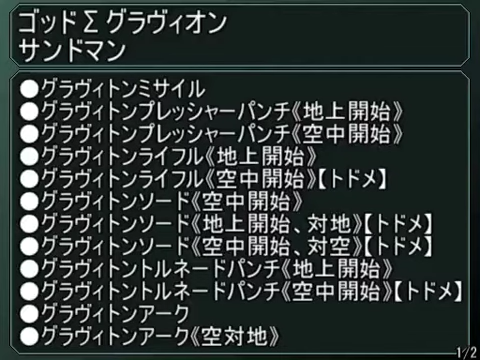 ゴッドΣグラヴィオン
サンドマン
●グラヴィトンミサイル
●グラヴィトンプレッシャーパンチ《地上開始》
●グラヴィトンプレッシャーパンチ《空中開始》
●グラヴィトンライフル《地上開始》
●グラヴィトンライフル《空中開始》【トドメ】
●グラヴィトンソード《空中開始》
●グラヴィトンソード《地上開始、対地》【トドメ】
●グラヴィトンソード《空中開始、対空》【トドメ】
●グラヴィトントルネードパンチ《地上開始》
●グラヴィトントルネードパンチ《空中開始》【トドメ】
●グラヴィトンアーク
●グラヴィトンアーク《空対地》
1/2